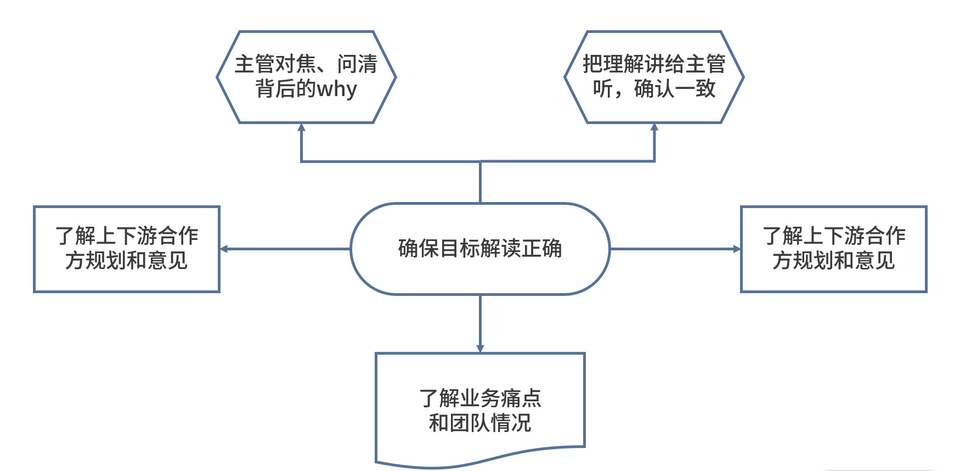 主管对焦、问清
背后的why
把理解讲给主管
听，确认一致
了解上下游合作
方规划和意见
确保目标解读正确
了解上下游合作
方规划和意见
了解业务痛点
和团队情况